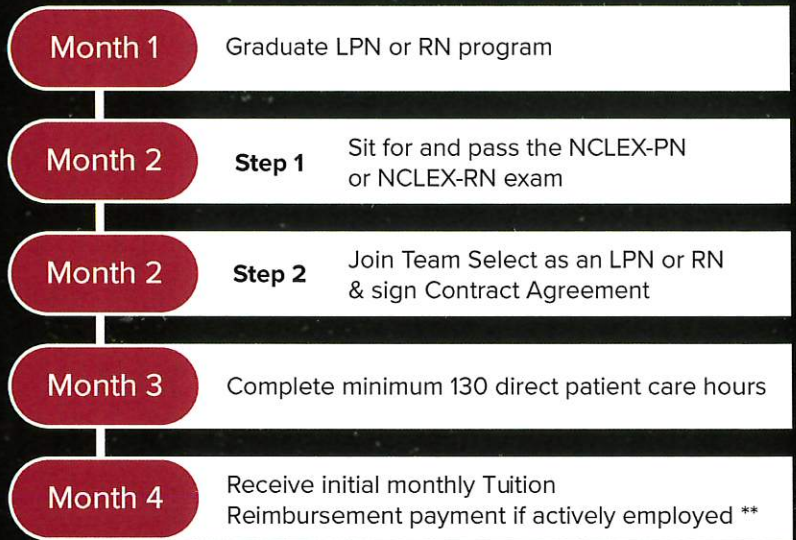 Month 1
Graduate LPN or RN program
Month 2
Step 1
Sit for and pass the NCLEX-PN
or NCLEX-RN exam
Month 2
Step 2
Join Team Select as an LPN or RN
& sign Contract Agreement
Month 3
Complete minimum 130 direct patient care hours
Month 4
Receive initial monthly Tuition
Reimbursement payment if actively employed **